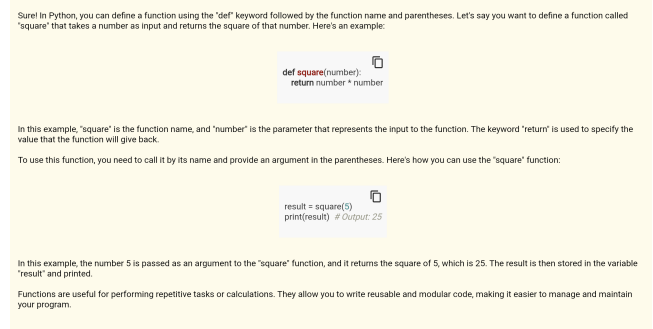 Sure! In Python, you can define a function using the "def" keyword followed by the function name and parentheses. Let's say you want to define a function called
"square" that takes a number as input and returns the square of that number. Here's an example:
def square(number):
return number * number
In this example, "square" is the function name, and "number" is the parameter that represents the input to the function. The keyword "return" is used to specify the
value that the function will give back.
To use this function, you need to call it by its name and provide an argument in the parentheses. Here's how you can use the "square" function:
result = square(5)
print(result) # Output: 25
In this example, the number 5 is passed as an argument to the "square" function, and it returns the square of 5, which is 25. The result is then stored in the variable
"result" and printed.
Functions are useful for performing repetitive tasks or calculations. They allow you to write reusable and modular code, making it easier to manage and maintain
your program.